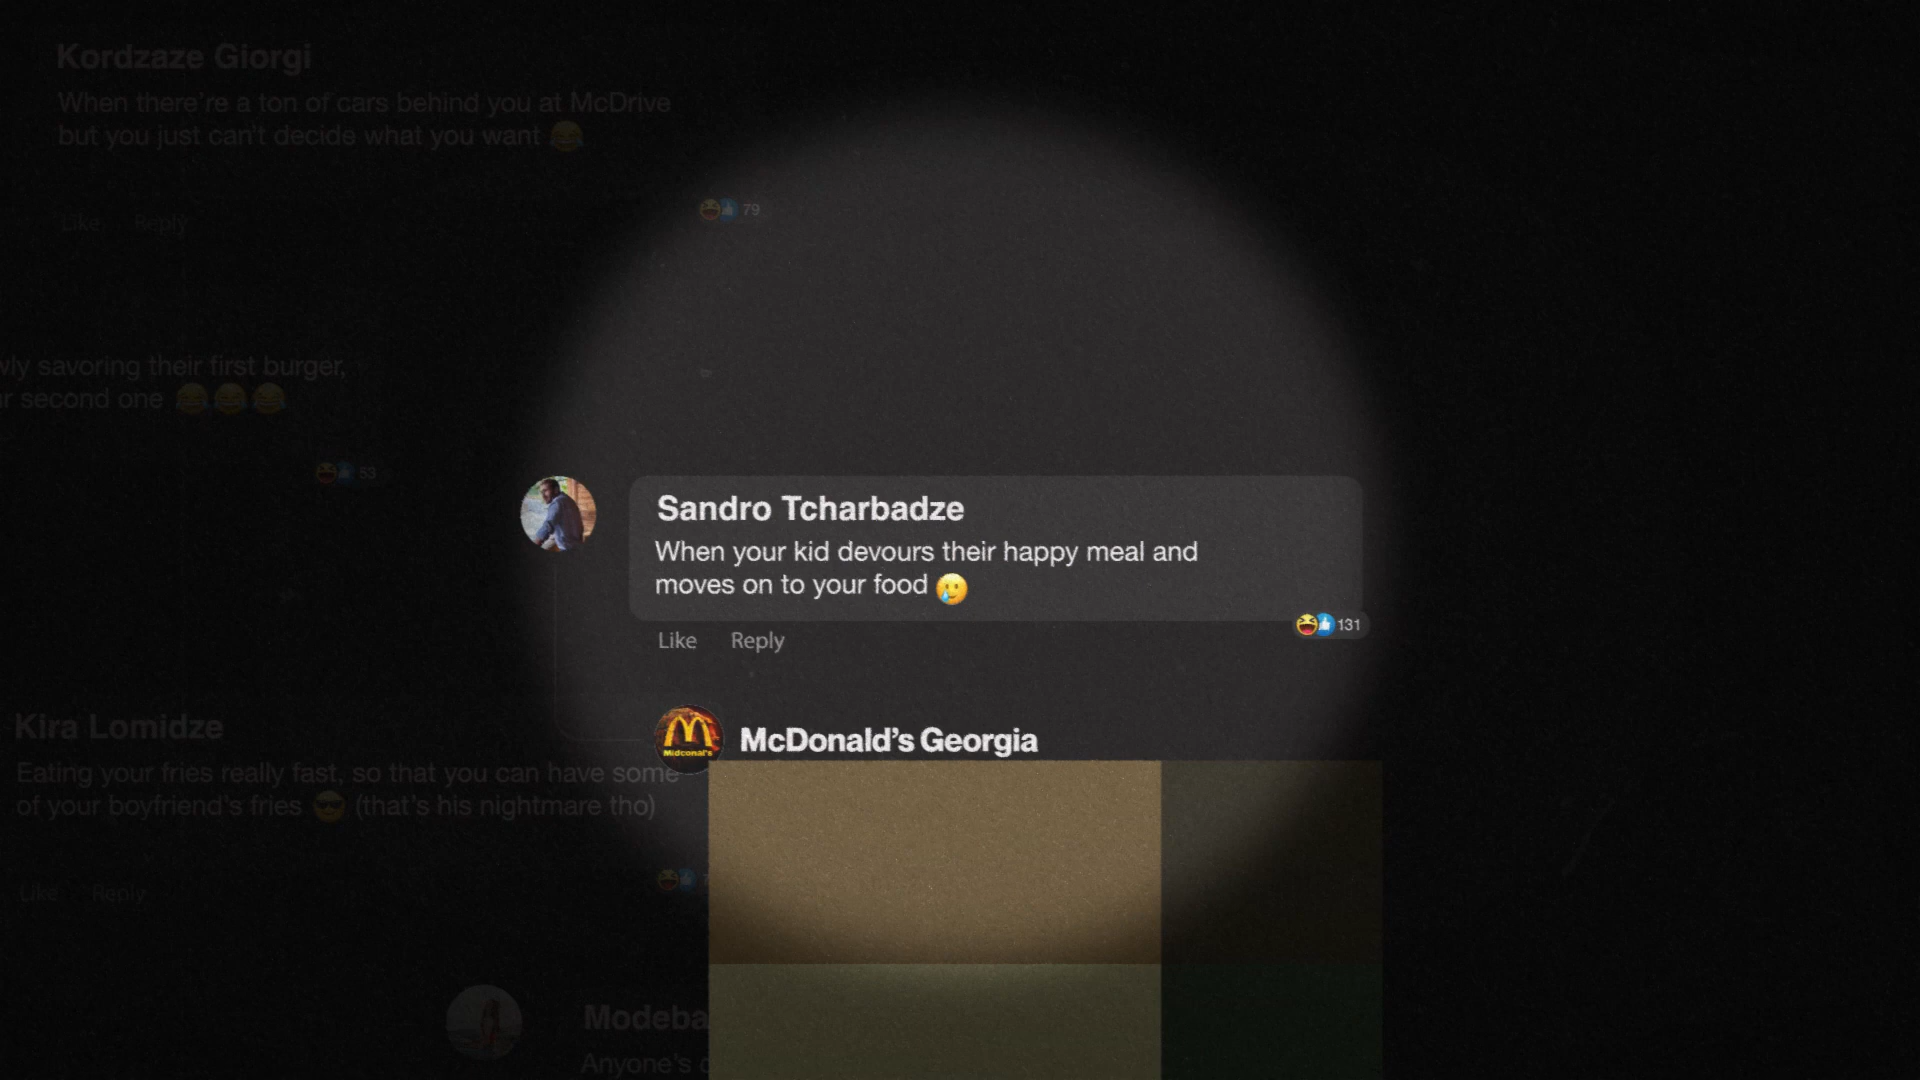 Kordzaze Giorgi
When there're a ton of cars behind you at McDrive
but you just can't decide what you want 😂
Like Reply
79
wly savoring their first burger,
r second one 😂😂😂
53
Sandro Tcharbadze
When your kid devours their happy meal and
moves on to your food 🥲
131
Like Reply
Midconal's
McDonald's Georgia
Kira Lomidze
Eating your fries really fast, so that you can have some
of your boyfriend's fries 😎 (that's his nightmare tho)
Like Reply
Modeba
Anyone's